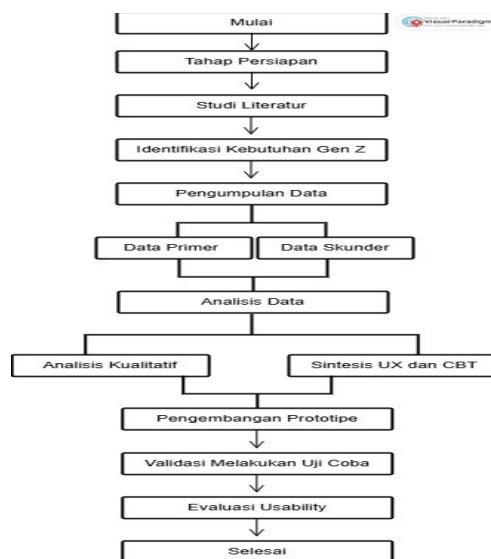 Mulai
Visual Paradigm
Tahap Persiapan
Studi Literatur
Identifikasi Kebutuhan Gen Z
Pengumpulan Data
Data Primer
Data Skunder
Analisis Data
Analisis Kualitatif
Sintesis UX dan CBT
Pengembangan Prototipe
Validasi Melakukan Uji Coba
Evaluasi Usability
Selesai